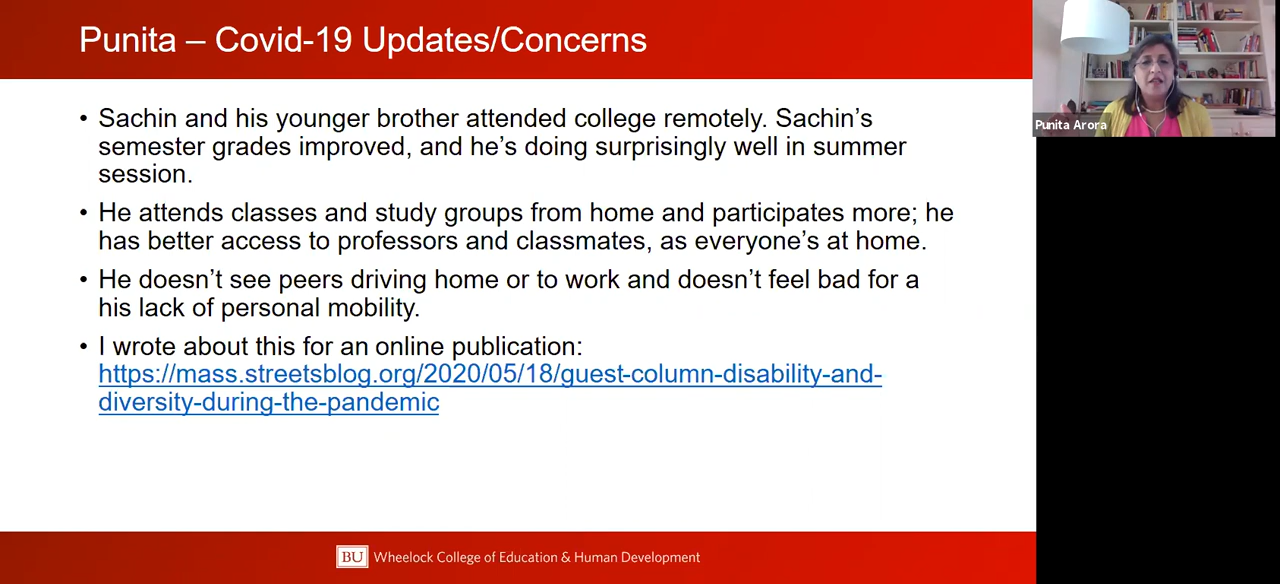 Punita – Covid-19 Updates/Concerns
• Sachin and his younger brother attended college remotely. Sachin’s
semester grades improved, and he’s doing surprisingly well in summer
session.
• He attends classes and study groups from home and participates more; he
has better access to professors and classmates, as everyone’s at home.
• He doesn’t see peers driving home or to work and doesn’t feel bad for a
his lack of personal mobility.
• I wrote about this for an online publication:
https://mass.streetsblog.org/2020/05/18/guest-column-disability-and-
diversity-during-the-pandemic
Punita Arora
BU Wheelock College of Education & Human Development